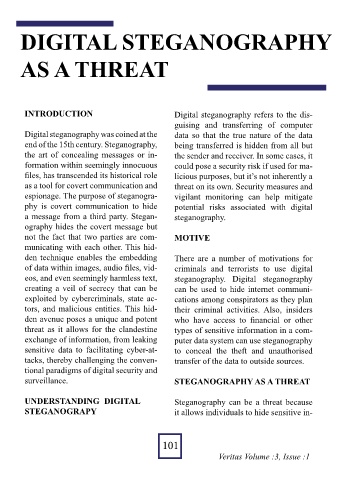 DIGITAL STEGANOGRAPHY
AS A THREAT
INTRODUCTION
Digital steganography was coined at the
end of the 15th century. Steganography,
the art of concealing messages or in-
formation within seemingly innocuous
files, has transcended its historical role
as a tool for covert communication and
espionage. The purpose of steganogra-
phy is covert communication to hide
a message from a third party. Stegan-
ography hides the covert message but
not the fact that two parties are com-
municating with each other. This hid-
den technique enables the embedding
of data within images, audio files, vid-
eos, and even seemingly harmless text,
creating a veil of secrecy that can be
exploited by cybercriminals, state ac-
tors, and malicious entities. This hid-
den avenue poses a unique and potent
threat as it allows for the clandestine
exchange of information, from leaking
sensitive data to facilitating cyber-at-
tacks, thereby challenging the conven-
tional paradigms of digital security and
surveillance.
UNDERSTANDING DIGITAL
STEGANOGRAPY
Digital steganography refers to the dis-
guising and transferring of computer
data so that the true nature of the data
being transferred is hidden from all but
the sender and receiver. In some cases, it
could pose a security risk if used for ma-
licious purposes, but it's not inherently a
threat on its own. Security measures and
vigilant monitoring can help mitigate
potential risks associated with digital
steganography.
MOTIVE
There are a number of motivations for
criminals and terrorists to use digital
steganography. Digital steganography
can be used to hide internet communi-
cations among conspirators as they plan
their criminal activities. Also, insiders
who have access to financial or other
types of sensitive information in a com-
puter data system can use steganography
to conceal the theft and unauthorised
transfer of the data to outside sources.
STEGANOGRAPHY AS A THREAT
Steganography can be a threat because
it allows individuals to hide sensitive in-
101
Veritas Volume :3, Issue :1